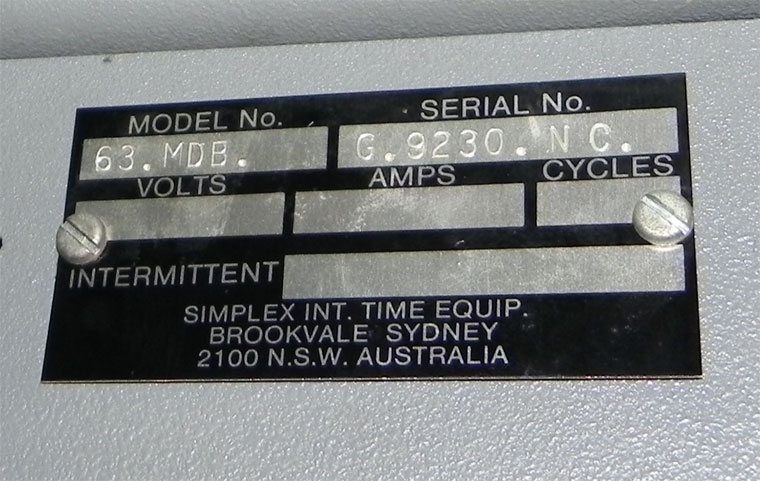 MODEL No. SERIAL No.
63.MDB. G.9230.N C.
VOLTS AMPS CYCLES
INTERMITTENT
SIMPLEX INT. TIME EQUIP.
BROOKVALE SYDNEY
2100 N.S.W. AUSTRALIA